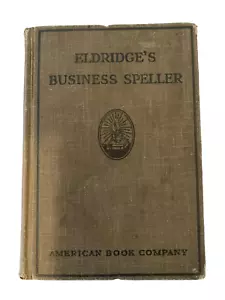 ELDRIDGE'S
BUSINESS SPELLER
AMERICAN BOOK COMPANY